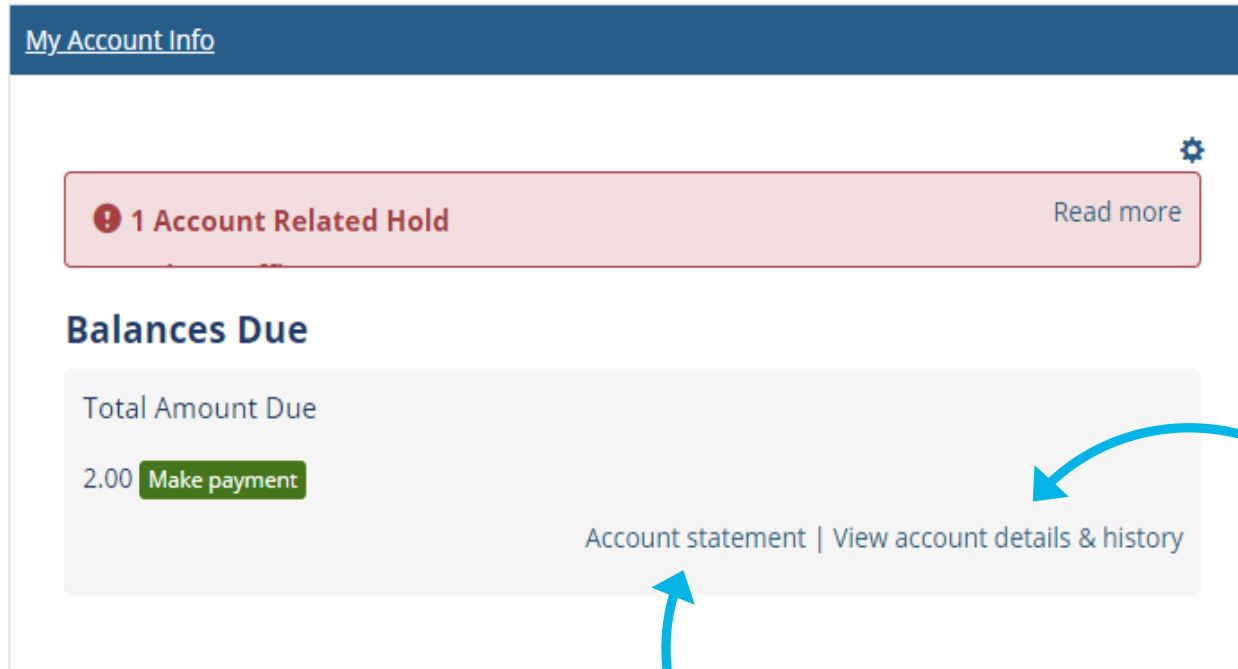 My Account Info
1 Account Related Hold
Read more
Balances Due
Total Amount Due
2.00 Make payment
Account statement | View account details & history